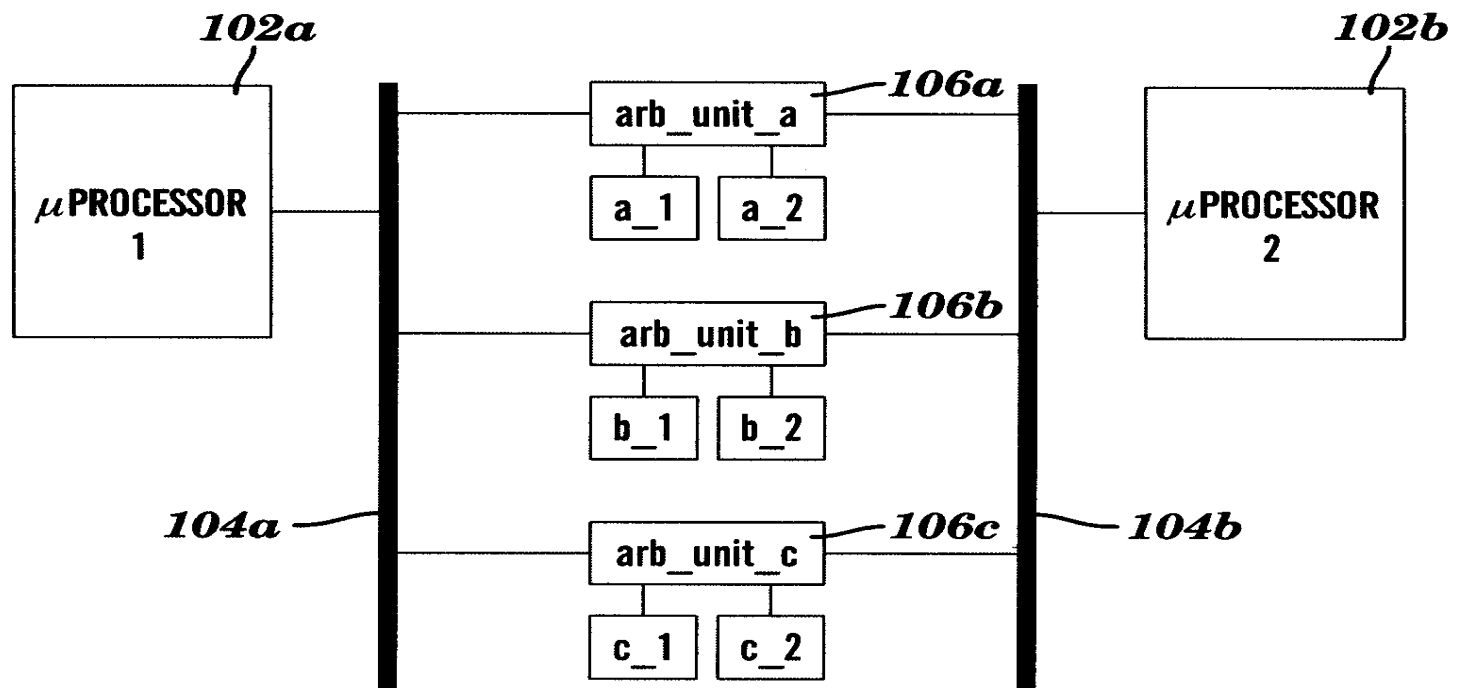 102a
102b
106a
arb_unit_a
μPROCESSOR
1
a_1
a_2
μPROCESSOR
2
106b
arb_unit_b
b_1
b_2
104a
106c
104b
arb_unit_c
c_1
c_2